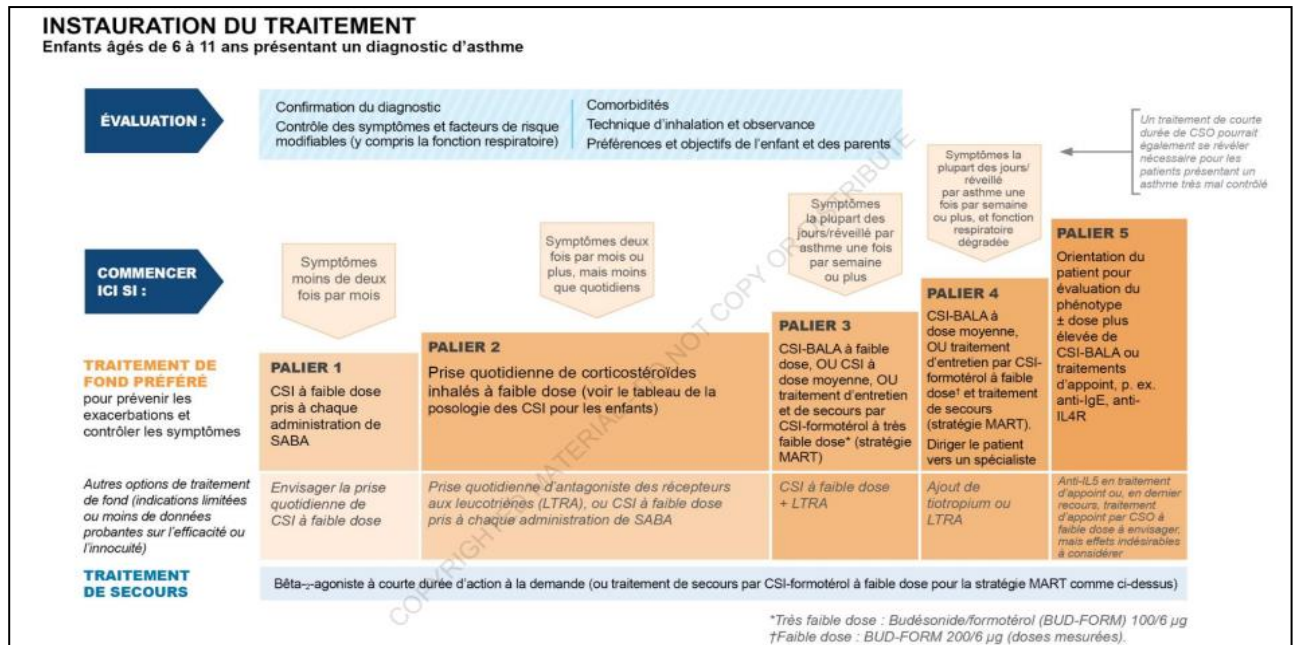 INSTAURATION DU TRAITEMENT
Enfants âgés de 6 à 11 ans présentant un diagnostic d'asthme
ÉVALUATION :
Confirmation du diagnostic
Contrôle des symptômes et facteurs de risque
modifiables (y compris la fonction respiratoire)
Comorbidités
Technique d'inhalation et observance
Préférences et objectifs de l'enfant et des parents
Un traitement de courte
durée de CSO pourrait
également se révéler
nécessaire pour les
patients présentant un
asthme très mal contrôlé
COMMENCER
ICI SI :
Symptômes
moins de deux
fois par mois
Symptômes deux
fois par mois ou
plus, mais moins
que quotidiens
Symptômes
la plupart des
jours/réveillé par
asthme une fois
par semaine
ou plus
Symptômes la
plupart des jours/
réveillé
par asthme une
fois par semaine
ou plus, et fonction
respiratoire
dégradée
TRAITEMENT DE
FOND PRÉFÉRÉ
pour prévenir les
exacerbations et
contrôler les symptômes
PALIER 1
CSI à faible dose
pris à chaque
administration de
SABA
PALIER 2
Prise quotidienne de corticostéroïdes
inhalés à faible dose (voir le tableau de la
posologie des CSI pour les enfants)
PALIER 3
CSI-BALA à faible
dose, OU CSI à
dose moyenne, OU
traitement d'entretien
et de secours par
CSI-formotérol à très
faible dose* (stratégie
MART)
PALIER 4
CSI-BALA à
dose moyenne,
OU traitement
d'entretien par CSI-
formotérol à faible
dose† et traitement
de secours
(stratégie MART).
Diriger le patient
vers un spécialiste
PALIER 5
Orientation du
patient pour
évaluation du
phénotype
± dose plus
élevée de
CSI-BALA ou
traitements
d'appoint, p. ex.
anti-IgE, anti-
IL4R
Autres options de traitement
de fond (indications limitées
ou moins de données
probantes sur l'efficacité ou
l'innocuité)
Envisager la prise
quotidienne de
CSI à faible dose
Prise quotidienne d'antagoniste des récepteurs
aux leucotriènes (LTRA), ou CSI à faible dose
pris à chaque administration de SABA
CSI à faible dose
+ LTRA
Ajout de
tiotropium ou
LTRA
Anti-IL5 en traitement
d'appoint ou, en dernier
recours, traitement
d'appoint par CSO à
faible dose à envisager,
mais effets indésirables
à considérer
TRAITEMENT
DE SECOURS
Bêta-₂-agoniste à courte durée d'action à la demande (ou traitement de secours par CSI-formotérol à faible dose pour la stratégie MART comme ci-dessus)
*Très faible dose : Budésonide/formotérol (BUD-FORM) 100/6 µg
†Faible dose : BUD-FORM 200/6 µg (doses mesurées).
COPYRIGHTED MATERIAL - DO NOT COPY OR DISTRIBUTE